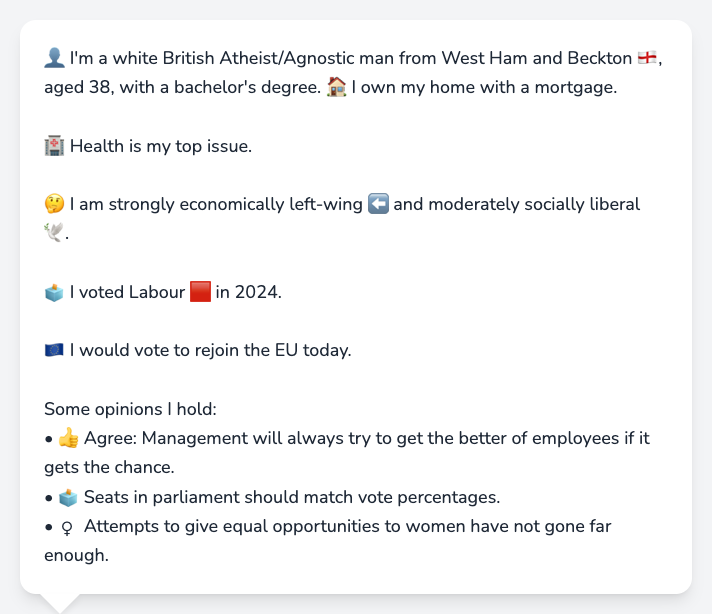 👤 I'm a white British Atheist/Agnostic man from West Ham and Beckton 🏴󠁧󠁢󠁥󠁮󠁧󠁿,
aged 38, with a bachelor's degree. 🏠 I own my home with a mortgage.
🏥 Health is my top issue.
🤔 I am strongly economically left-wing ⬅️ and moderately socially liberal
🕊️.
🗳️ I voted Labour 🟥 in 2024.
🇪🇺 I would vote to rejoin the EU today.
Some opinions I hold:
• 👍 Agree: Management will always try to get the better of employees if it
gets the chance.
• 🗳️ Seats in parliament should match vote percentages.
• ♀ Attempts to give equal opportunities to women have not gone far
enough.